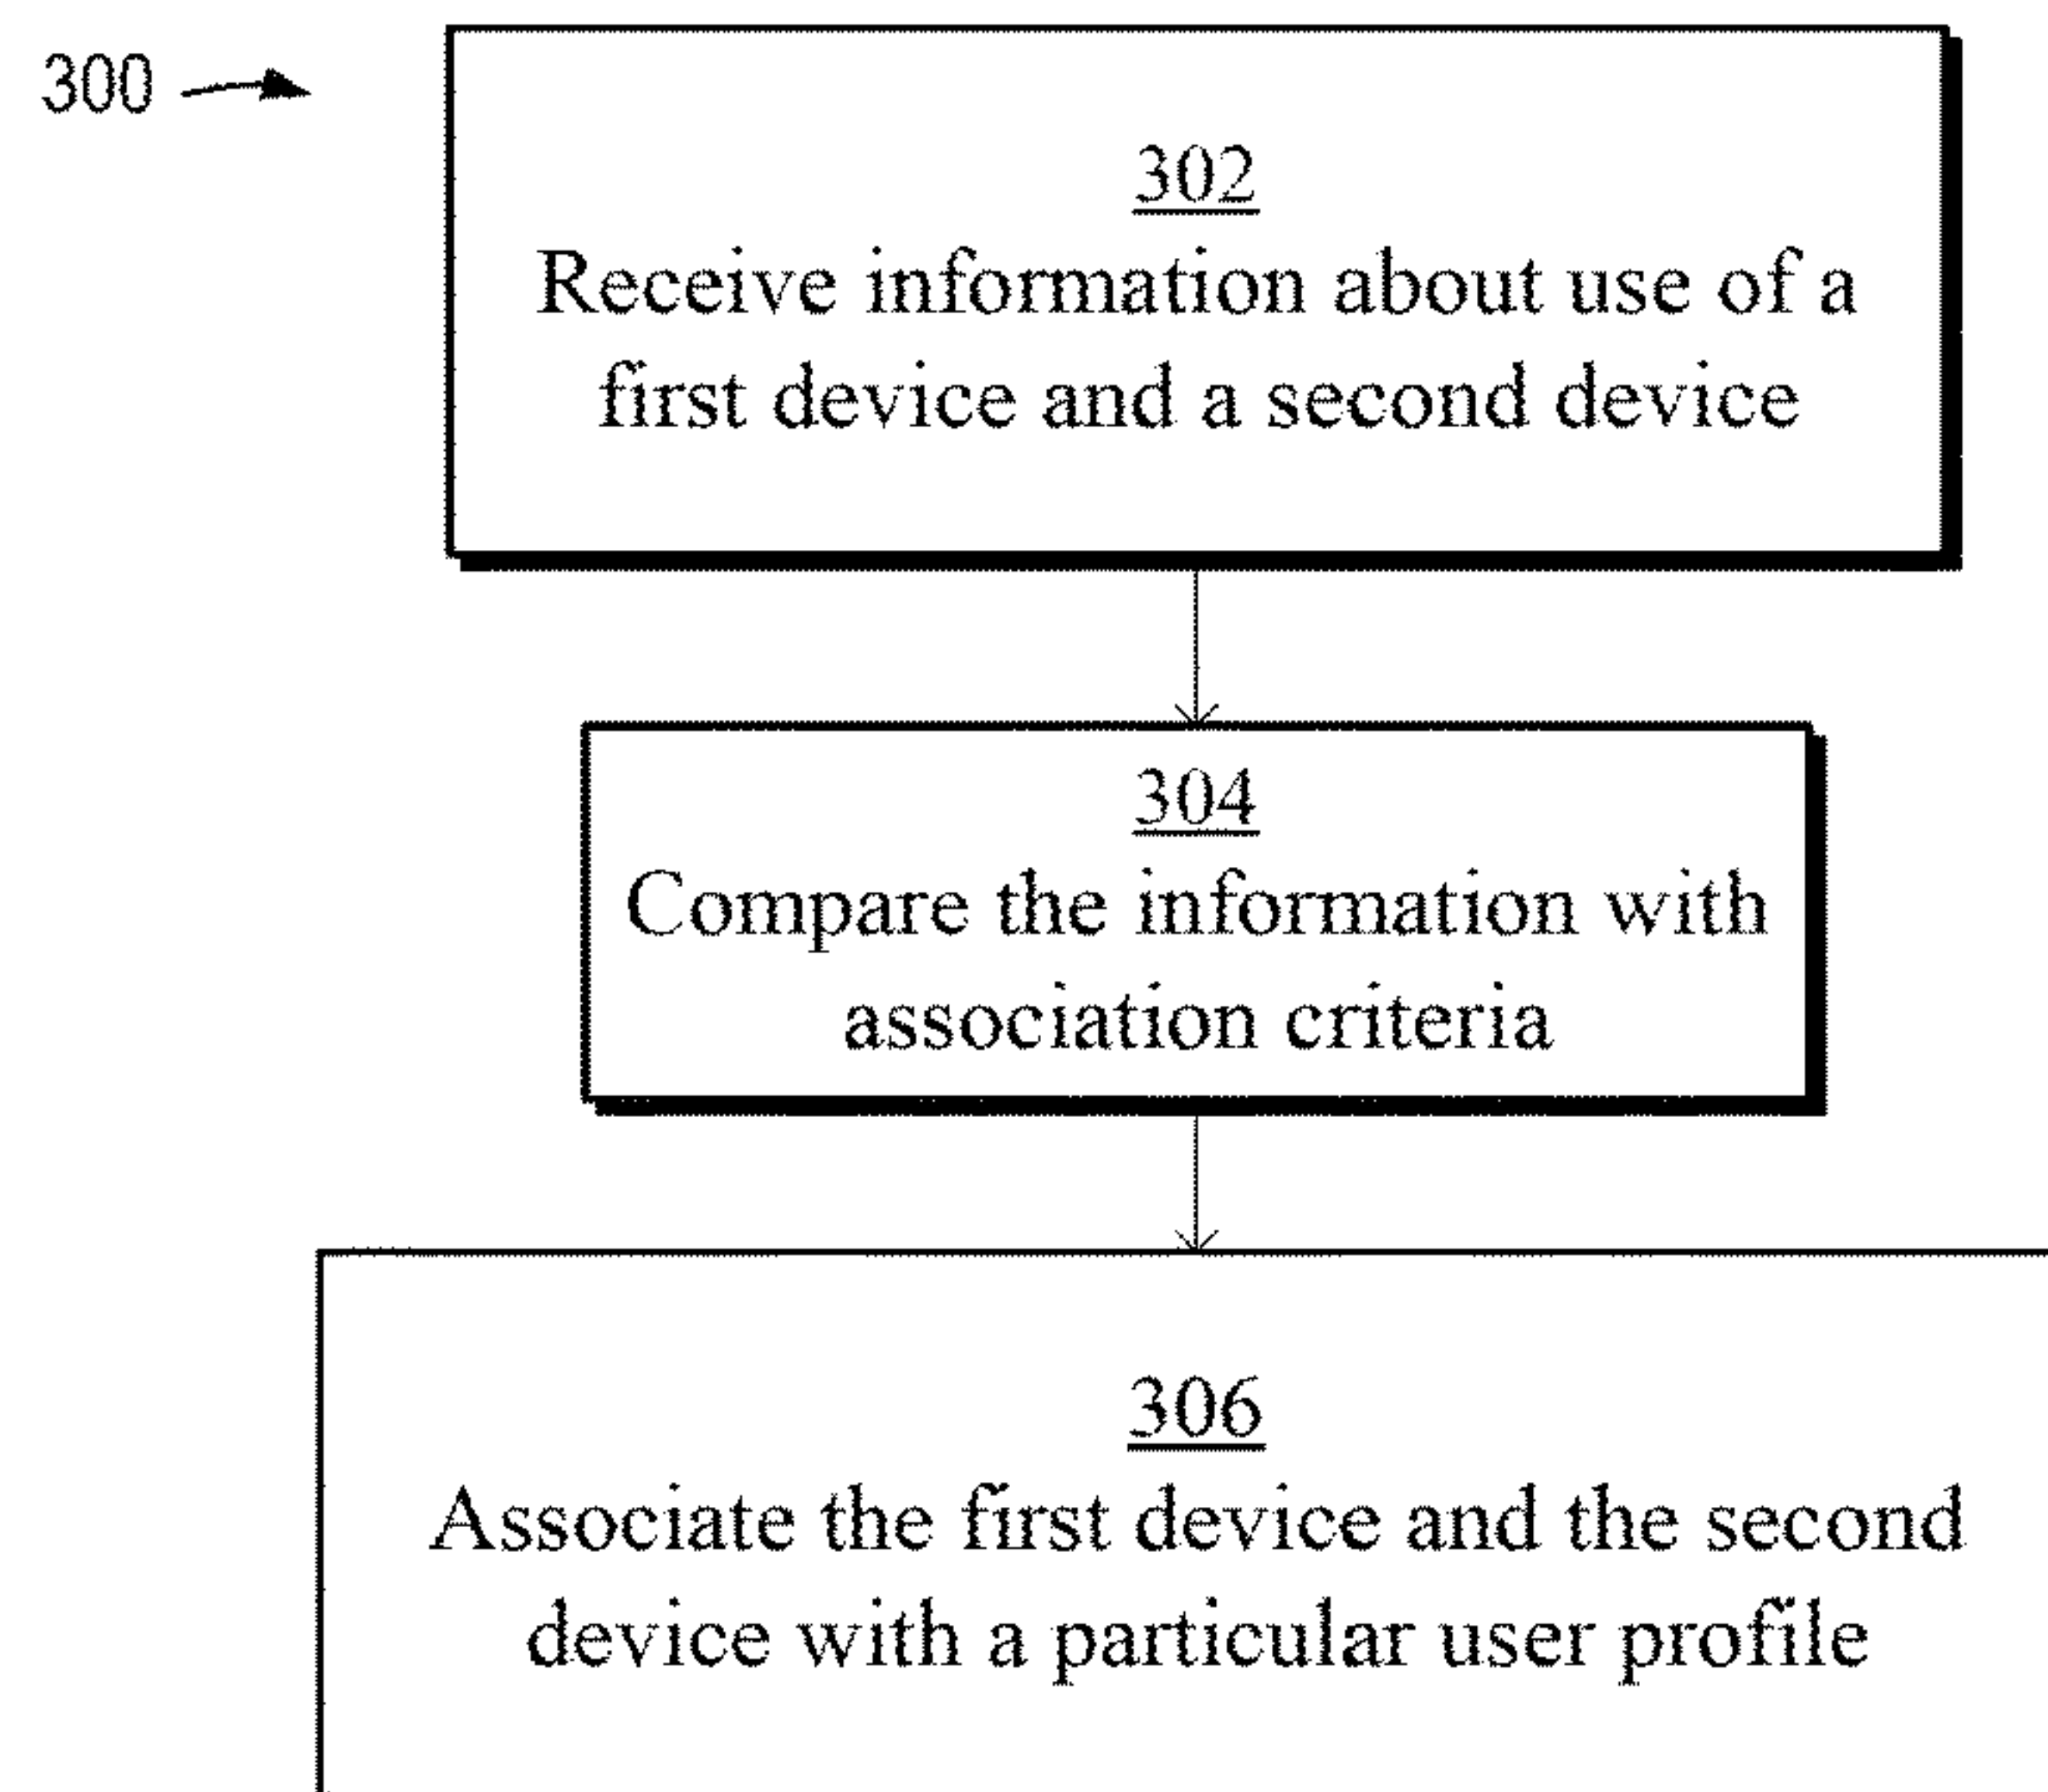 300
302
Receive information about use of a
first device and a second device
304
Compare the information with
association criteria
306
Associate the first device and the second
device with a particular user profile